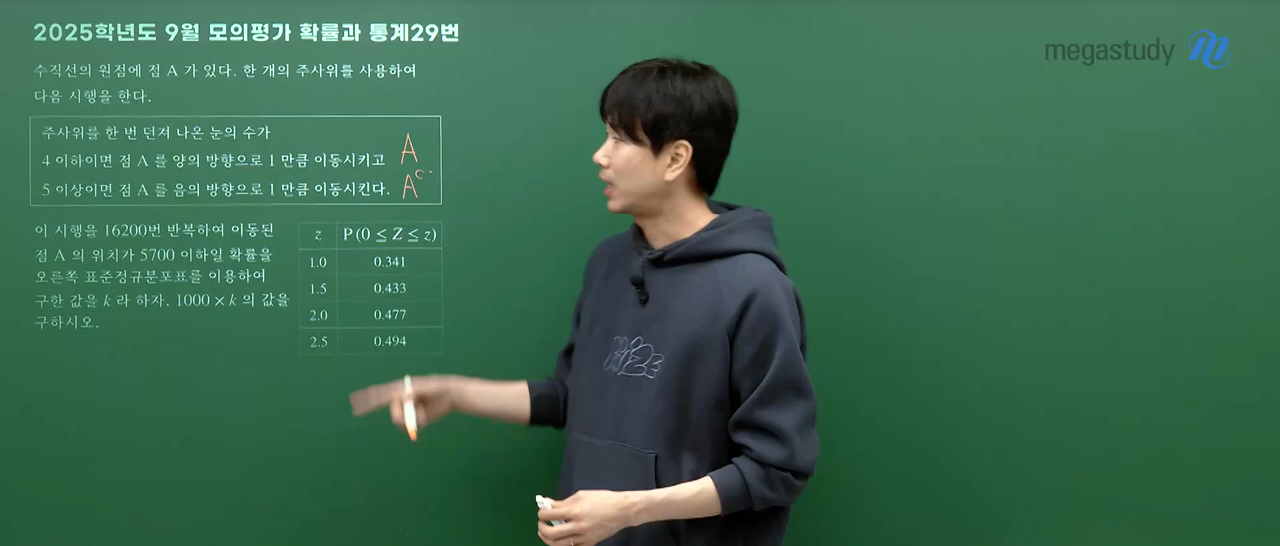 2025학년도 9월 모의평가 확률과 통계29번
megastudy
수직선의 원점에 점 A 가 있다. 한 개의 주사위를 사용하여
다음 시행을 한다.
주사위를 한 번 던져 나온 눈의 수가
4 이하이면 점 A 를 양의 방향으로 1 만큼 이동시키고 A
5 이상이면 점 A 를 음의 방향으로 1 만큼 이동시킨다. Aᶜ
이 시행을 16200번 반복하여 이동된
점 A 의 위치가 5700 이하일 확률을
오른쪽 표준정규분포표를 이용하여
구한 값을 k 라 하자. 1000 × k 의 값을
구하시오.
z P(0 ≤ Z ≤ z)
1.0 0.341
1.5 0.433
2.0 0.477
2.5 0.494